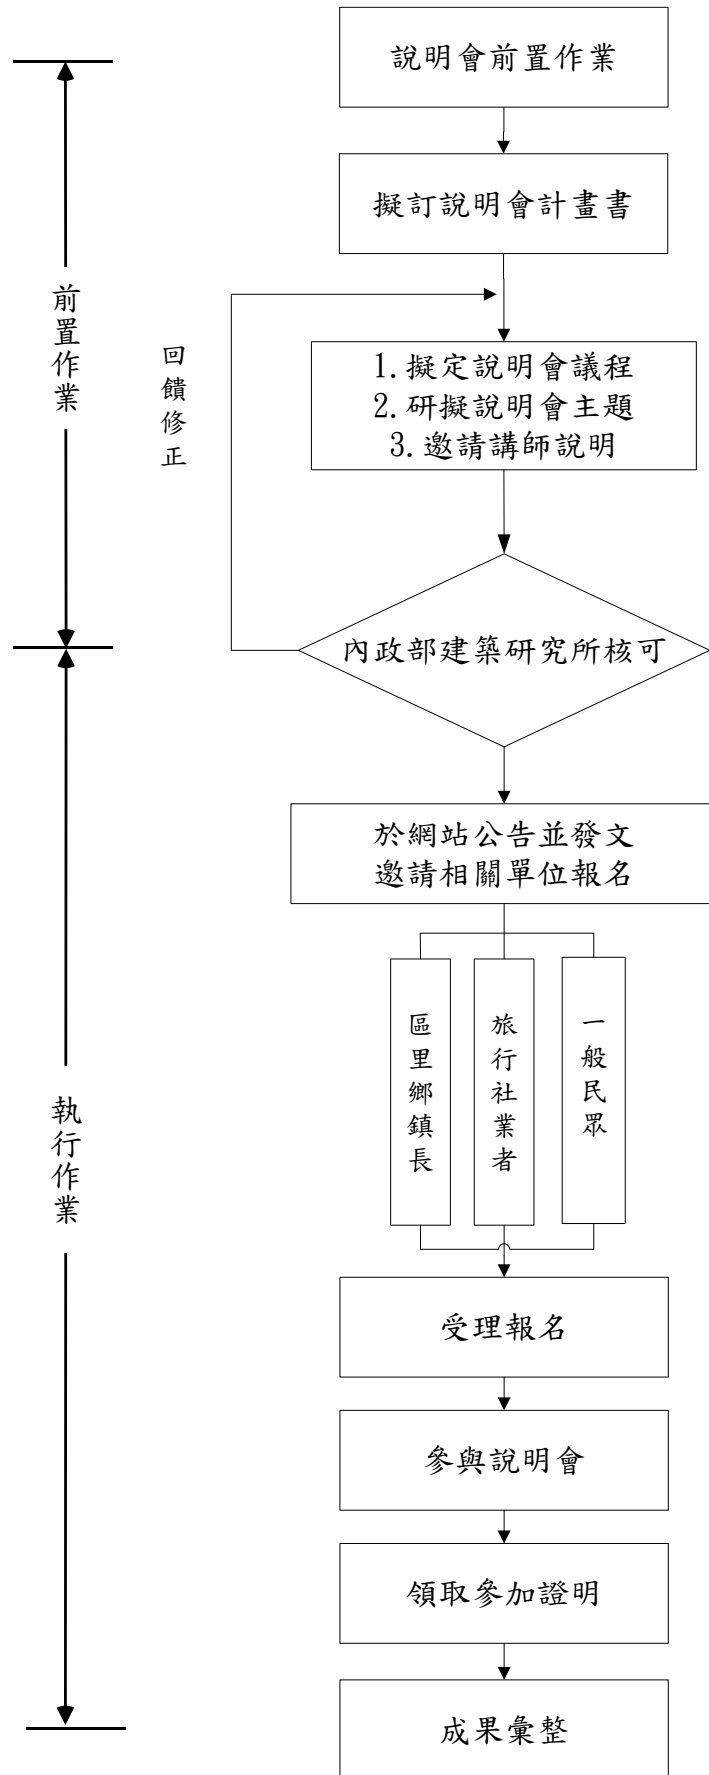 說明會前置作業
擬訂說明會計畫書
前置作業
回饋修正
1.擬定說明會議程
2.研擬說明會主題
3.邀請講師說明
內政部建築研究所核可
於網站公告並發文
邀請相關單位報名
區里鄉鎮長
旅行社業者
一般民眾
執行作業
受理報名
參與說明會
領取參加證明
成果彙整